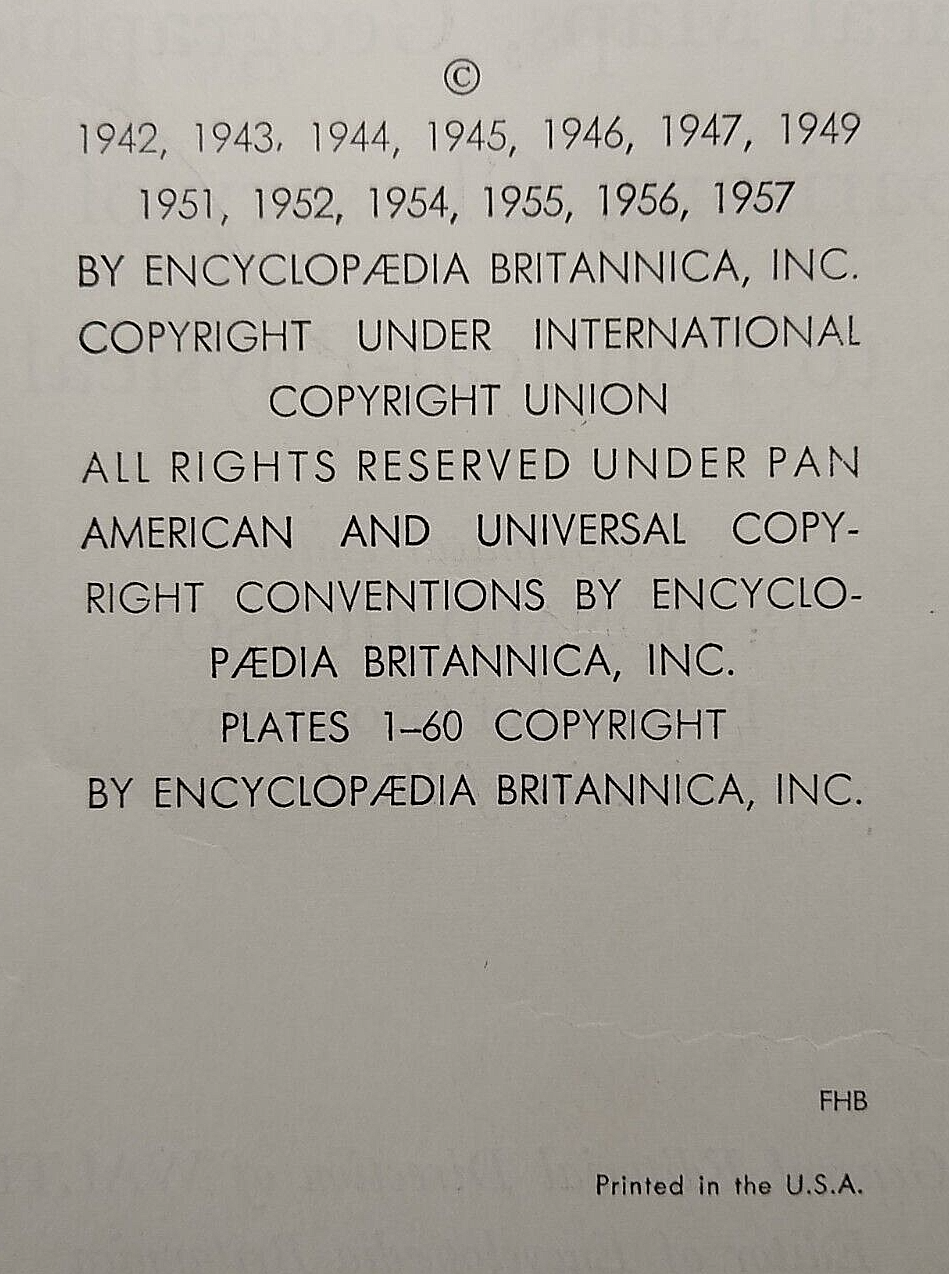 ©
1942, 1943, 1944, 1945, 1946, 1947, 1949
1951, 1952, 1954, 1955, 1956, 1957
BY ENCYCLOPÆDIA BRITANNICA, INC.
COPYRIGHT UNDER INTERNATIONAL
COPYRIGHT UNION
ALL RIGHTS RESERVED UNDER PAN
AMERICAN AND UNIVERSAL COPY-
RIGHT CONVENTIONS BY ENCYCLO-
PÆDIA BRITANNICA, INC.
PLATES 1–60 COPYRIGHT
BY ENCYCLOPÆDIA BRITANNICA, INC.
FHB
Printed in the U.S.A.